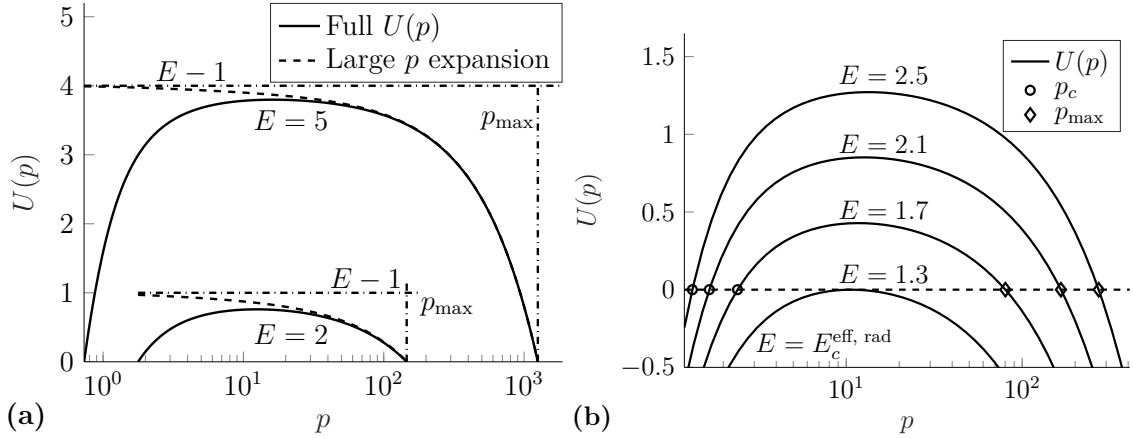 5
4
3
2
1
0
U(p)
Full U(p)
Large p expansion
E − 1
E = 5
p_max
E − 1
p_max
E = 2
10^0
10^1
10^2
10^3
p
(a)
1.5
1
0.5
0
−0.5
U(p)
U(p)
p_c
p_max
E = 2.5
E = 2.1
E = 1.7
E = 1.3
E = E_c^{eff, rad}
10^1
10^2
p
(b)